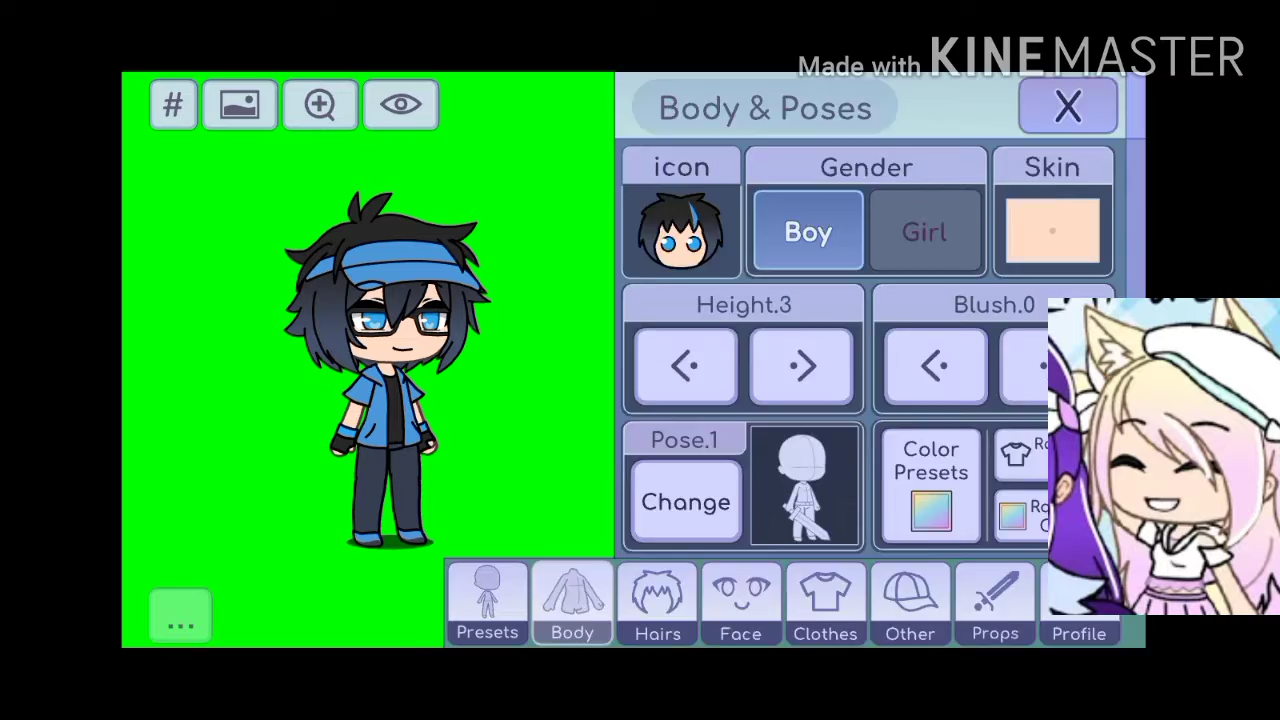 Made with KINEMASTER
#
Body & Poses
X
icon
Gender
Skin
Boy
Girl
Height.3
Blush.0
Pose.1
Change
Color
Presets
...
Presets
Body
Hairs
Face
Clothes
Other
Props
Profile